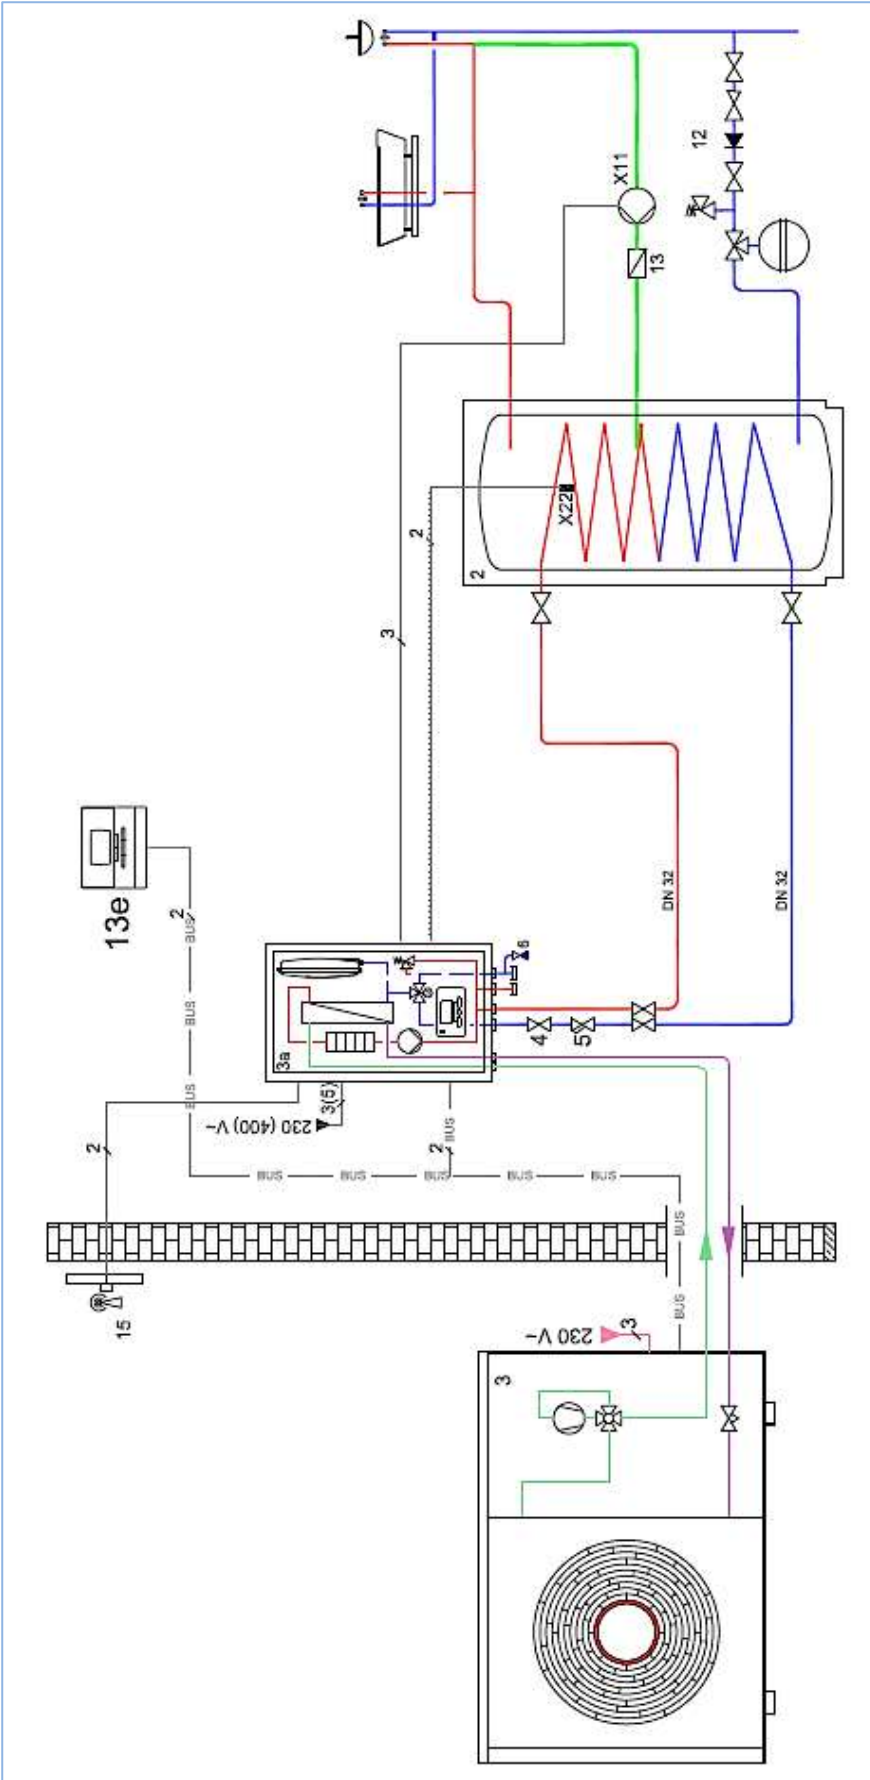 12
X11
13
X22
2
2
3
13e
2
BUS
BUS
BUS
DN 32
DN 32
6
4
5
3a
3(5)
230 (400) V~
2
2
BUS
BUS
BUS
BUS
BUS
BUS
BUS
15
230 V~
3
3